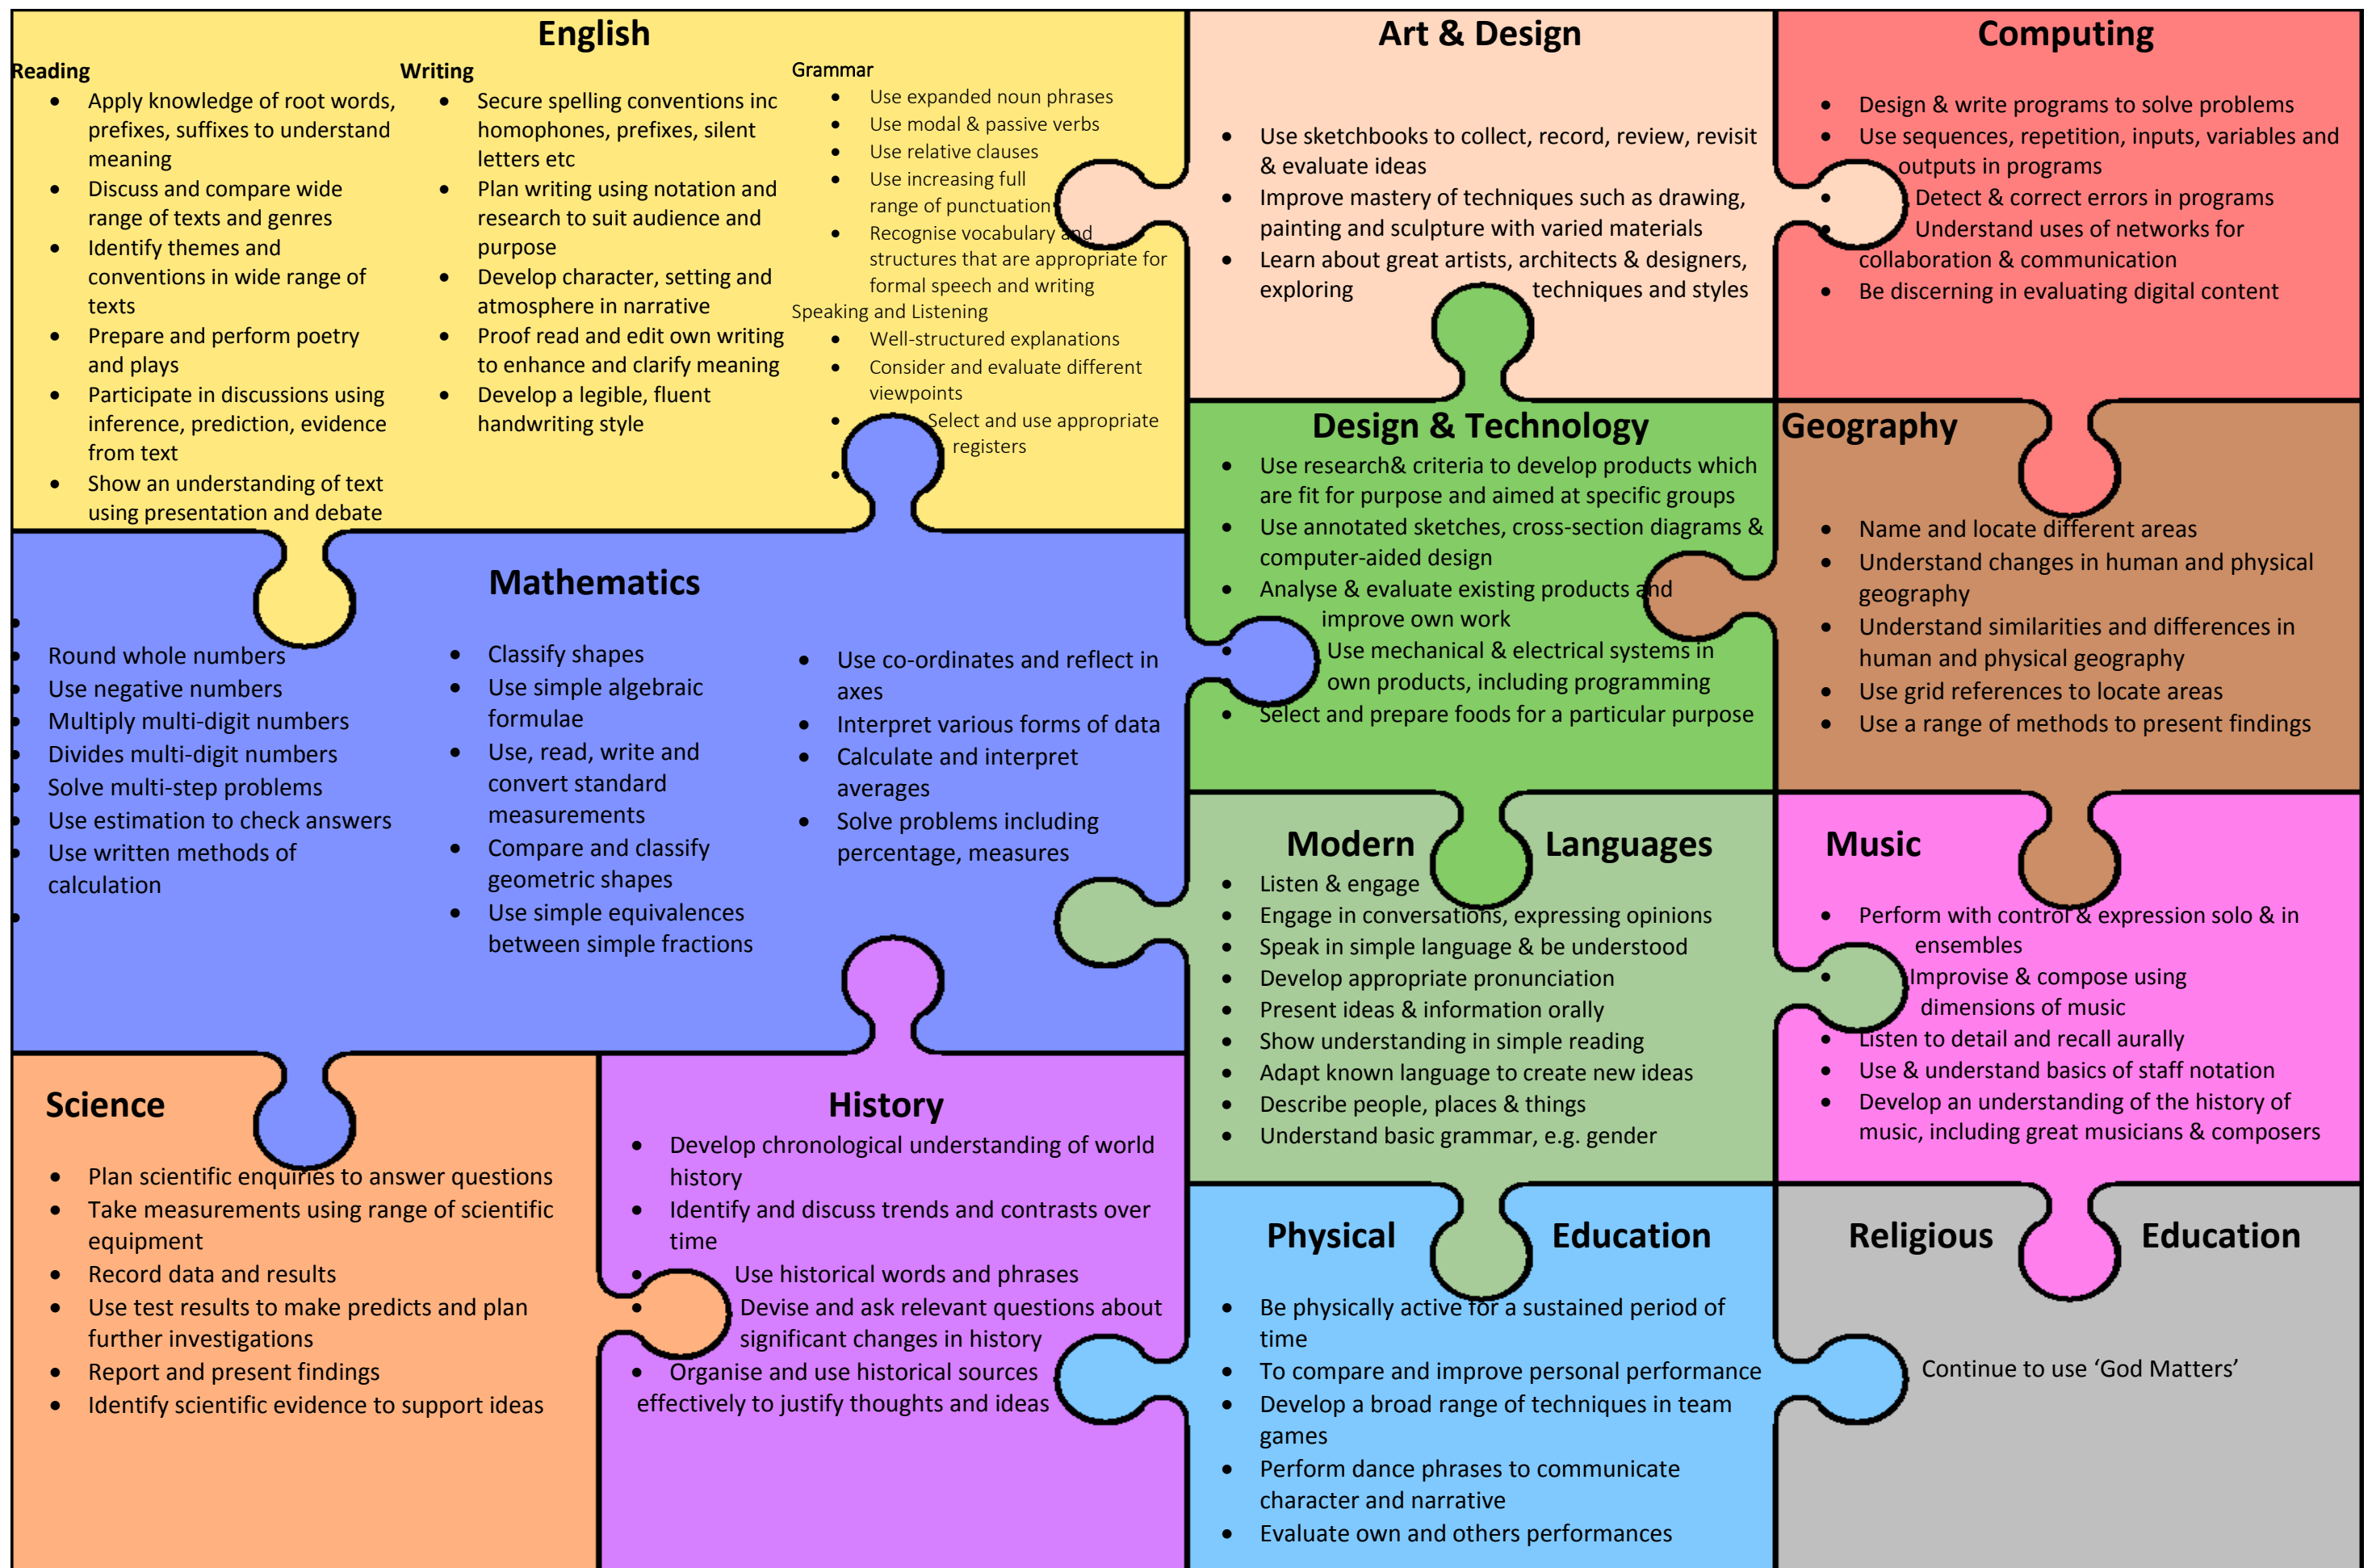 English
Reading
• Apply knowledge of root words,
prefixes, suffixes to understand
meaning
• Discuss and compare wide
range of texts and genres
• Identify themes and
conventions in wide range of
texts
• Prepare and perform poetry
and plays
• Participate in discussions using
inference, prediction, evidence
from text
• Show an understanding of text
using presentation and debate
Writing
• Secure spelling conventions inc
homophones, prefixes, silent
letters etc
• Plan writing using notation and
research to suit audience and
purpose
• Develop character, setting and
atmosphere in narrative
• Proof read and edit own writing
to enhance and clarify meaning
• Develop a legible, fluent
handwriting style
Grammar
• Use expanded noun phrases
• Use modal & passive verbs
• Use relative clauses
• Use increasing full
range of punctuation
• Recognise vocabulary and
structures that are appropriate for
formal speech and writing
Speaking and Listening
• Well-structured explanations
• Consider and evaluate different
viewpoints
• Select and use appropriate
registers
•
Art & Design
• Use sketchbooks to collect, record, review, revisit
& evaluate ideas
• Improve mastery of techniques such as drawing,
painting and sculpture with varied materials
• Learn about great artists, architects & designers,
exploring techniques and styles
Computing
• Design & write programs to solve problems
• Use sequences, repetition, inputs, variables and
outputs in programs
• Detect & correct errors in programs
• Understand uses of networks for
collaboration & communication
• Be discerning in evaluating digital content
Design & Technology
• Use research& criteria to develop products which
are fit for purpose and aimed at specific groups
• Use annotated sketches, cross-section diagrams &
computer-aided design
• Analyse & evaluate existing products and
improve own work
• Use mechanical & electrical systems in
own products, including programming
• Select and prepare foods for a particular purpose
Geography
• Name and locate different areas
• Understand changes in human and physical
geography
• Understand similarities and differences in
human and physical geography
• Use grid references to locate areas
• Use a range of methods to present findings
Mathematics
•
• Round whole numbers
• Use negative numbers
• Multiply multi-digit numbers
• Divides multi-digit numbers
• Solve multi-step problems
• Use estimation to check answers
• Use written methods of
calculation
•
• Classify shapes
• Use simple algebraic
formulae
• Use, read, write and
convert standard
measurements
• Compare and classify
geometric shapes
• Use simple equivalences
between simple fractions
• Use co-ordinates and reflect in
axes
• Interpret various forms of data
• Calculate and interpret
averages
• Solve problems including
percentage, measures
Modern Languages
• Listen & engage
• Engage in conversations, expressing opinions
• Speak in simple language & be understood
• Develop appropriate pronunciation
• Present ideas & information orally
• Show understanding in simple reading
• Adapt known language to create new ideas
• Describe people, places & things
• Understand basic grammar, e.g. gender
Music
• Perform with control & expression solo & in
ensembles
• Improvise & compose using
dimensions of music
• Listen to detail and recall aurally
• Use & understand basics of staff notation
• Develop an understanding of the history of
music, including great musicians & composers
Science
• Plan scientific enquiries to answer questions
• Take measurements using range of scientific
equipment
• Record data and results
• Use test results to make predicts and plan
further investigations
• Report and present findings
• Identify scientific evidence to support ideas
History
• Develop chronological understanding of world
history
• Identify and discuss trends and contrasts over
time
• Use historical words and phrases
• Devise and ask relevant questions about
significant changes in history
• Organise and use historical sources
effectively to justify thoughts and ideas
Physical Education
• Be physically active for a sustained period of
time
• To compare and improve personal performance
• Develop a broad range of techniques in team
games
• Perform dance phrases to communicate
character and narrative
• Evaluate own and others performances
Religious Education
Continue to use ‘God Matters’